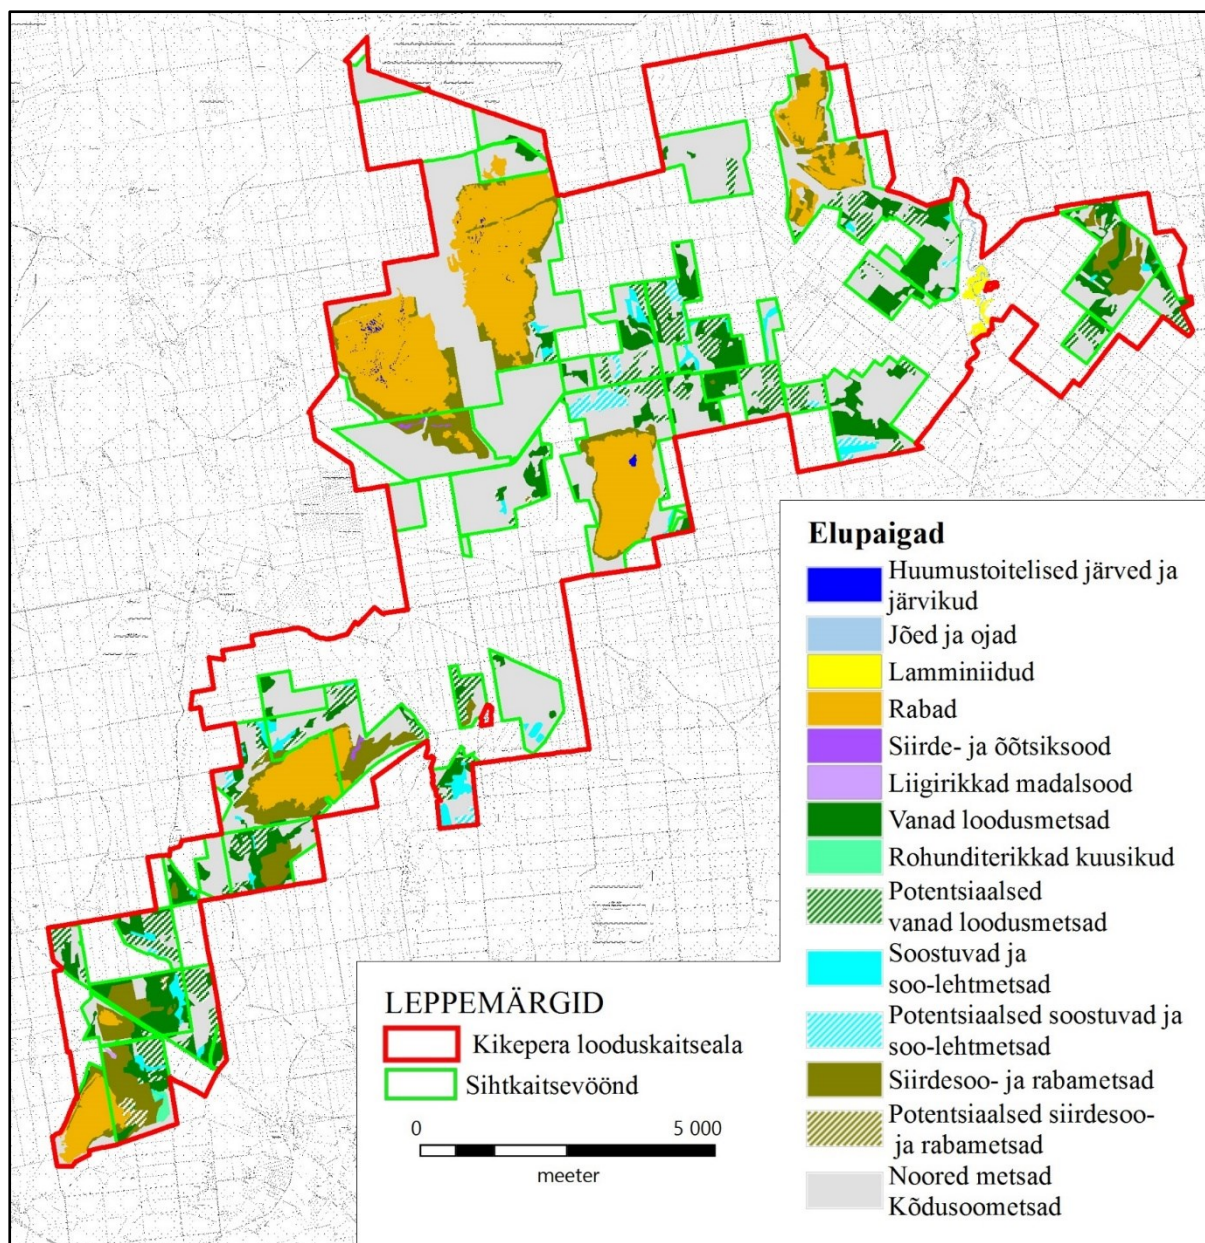 Elupaigad
Huumustoitelised järved ja
järvikud
Jõed ja ojad
Lamminiidud
Rabad
Siirde- ja õõtsiksood
Liigirikkad madalsood
Vanad loodusmetsad
Rohunditerikkad kuusikud
Potentsiaalsed
vanad loodusmetsad
Soostuvad ja
soo-lehtmetsad
Potentsiaalsed soostuvad ja
soo-lehtmetsad
Siirdesoo- ja rabametsad
Potentsiaalsed siirdesoo-
ja rabametsad
Noored metsad
Kõdusoometsad
LEPPEMÄRGID
Kikepera looduskaitseala
Sihtkaitsevöönd
0 5 000
meeter